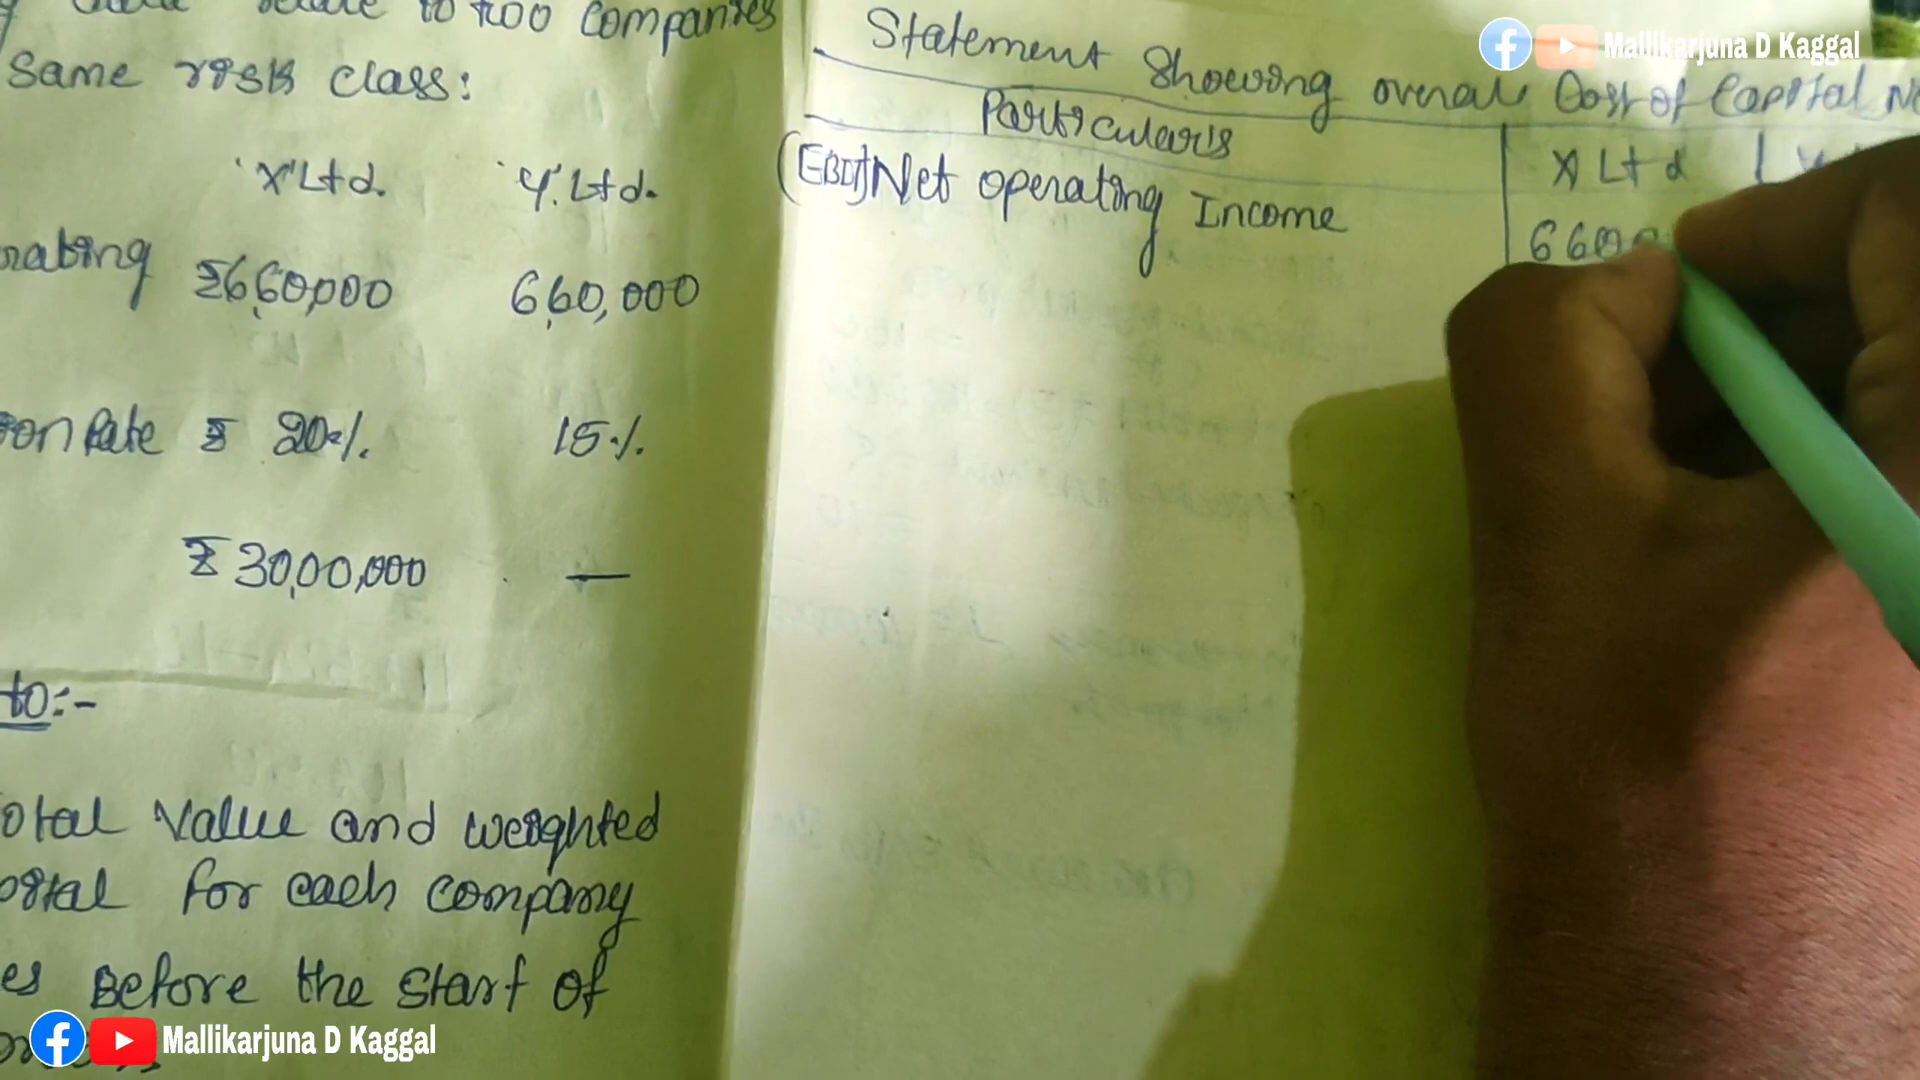 to two companies
Same risk class:
'X' Ltd. 'Y'. Ltd.
rating ₹660,000 660,000
on Rate ₹ 20% 15%
₹ 30,00,000 —
to:-
otal Value and weighted
pital for each company
es Before the start of
Statement Showing overall Cost of Capital
Particular's
X Ltd
(EBIT) Net operating Income
6600
Mallikarjuna D Kaggal
Mallikarjuna D Kaggal